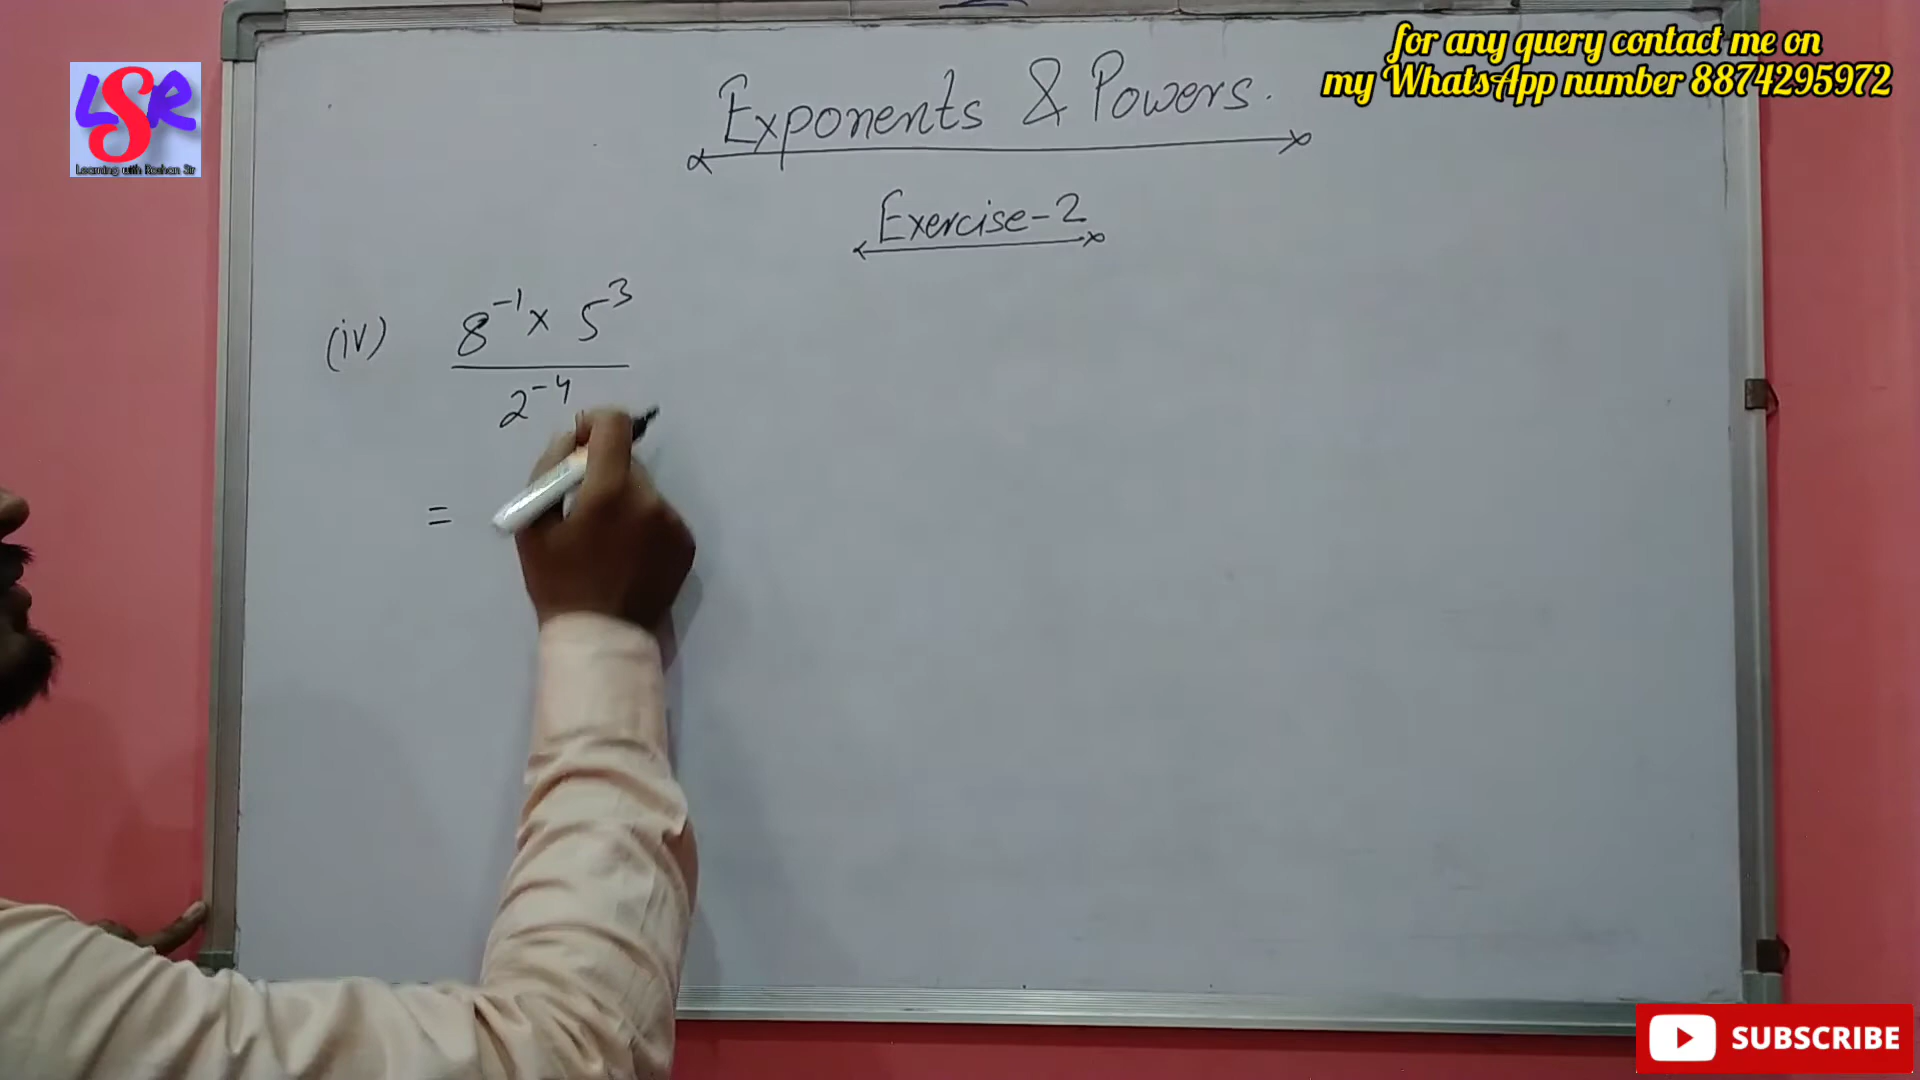 for any query contact me on
my WhatsApp number 8874295972
LSR
Learning with Roshan Sir
Exponents & Powers.
Exercise-2
(iv) 8⁻¹ × 5³
2⁻⁴
=
SUBSCRIBE